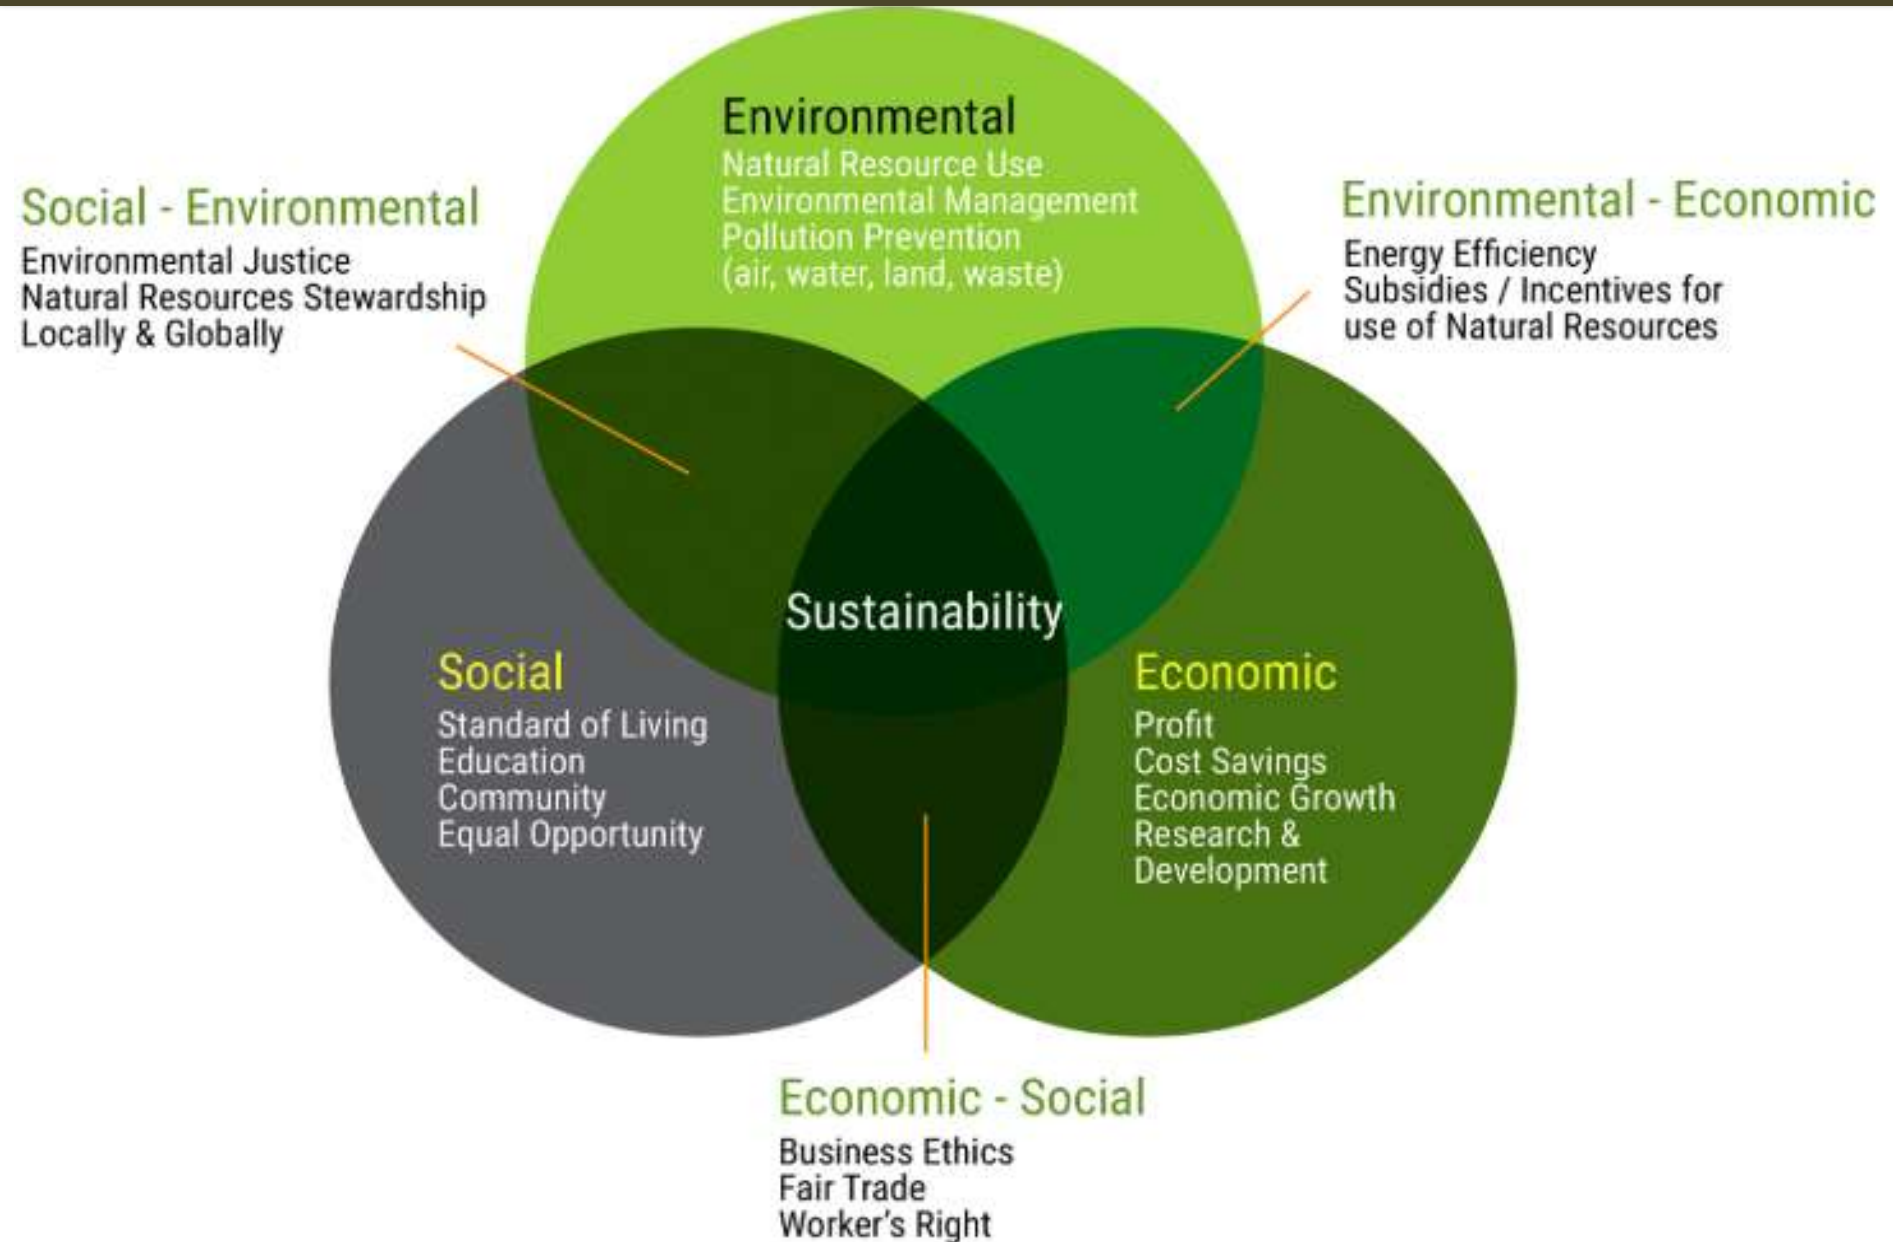 Environmental
Natural Resource Use
Environmental Management
Pollution Prevention
(air, water, land, waste)
Social - Environmental
Environmental Justice
Natural Resources Stewardship
Locally & Globally
Environmental - Economic
Energy Efficiency
Subsidies / Incentives for
use of Natural Resources
Sustainability
Social
Standard of Living
Education
Community
Equal Opportunity
Economic
Profit
Cost Savings
Economic Growth
Research &
Development
Economic - Social
Business Ethics
Fair Trade
Worker’s Right